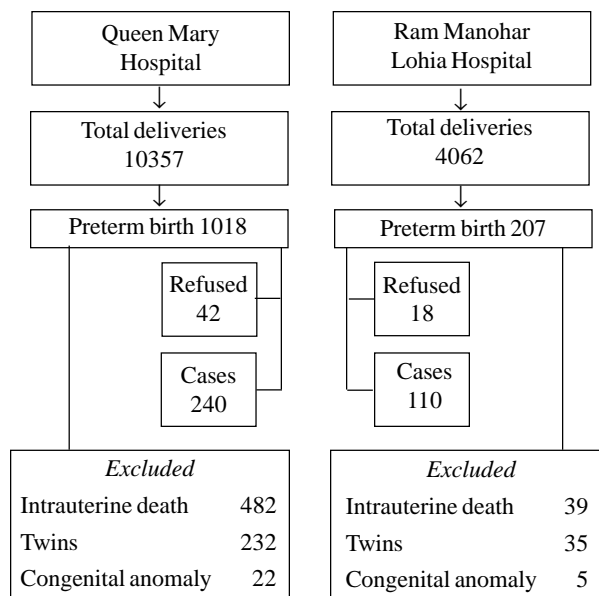 Queen Mary
Hospital
Total deliveries
10357
Preterm birth 1018
Refused
42
Cases
240
Excluded
Intrauterine death 482
Twins 232
Congenital anomaly 22
Ram Manohar
Lohia Hospital
Total deliveries
4062
Preterm birth 207
Refused
18
Cases
110
Excluded
Intrauterine death 39
Twins 35
Congenital anomaly 5